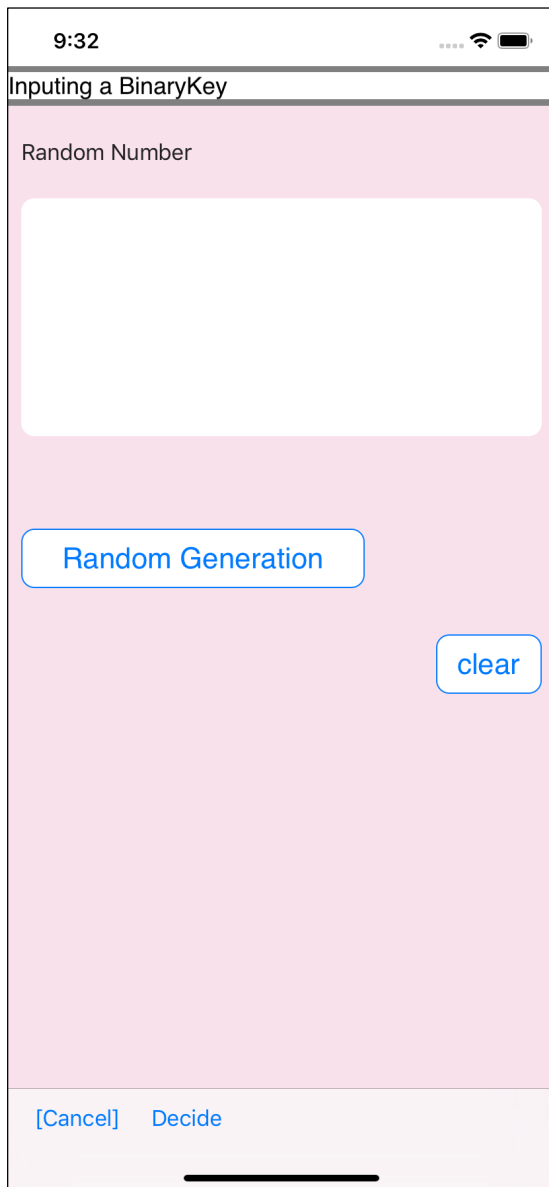 9:32
Inputing a BinaryKey
Random Number
Random Generation
clear
[Cancel] Decide